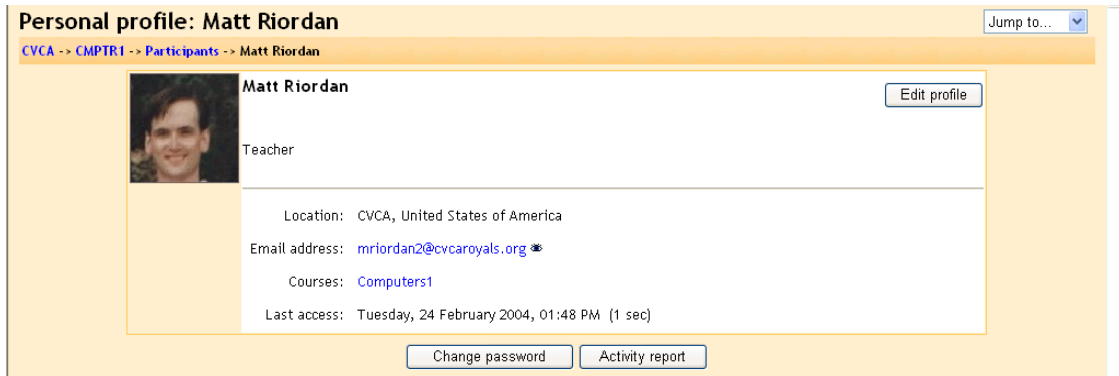 Personal profile: Matt Riordan
Jump to...
CVCA -> CMPTR1 -> Participants -> Matt Riordan
Matt Riordan
Edit profile
Teacher
Location: CVCA, United States of America
Email address: mriordan2@cvcaroyals.org
Courses: Computers1
Last access: Tuesday, 24 February 2004, 01:48 PM (1 sec)
Change password Activity report